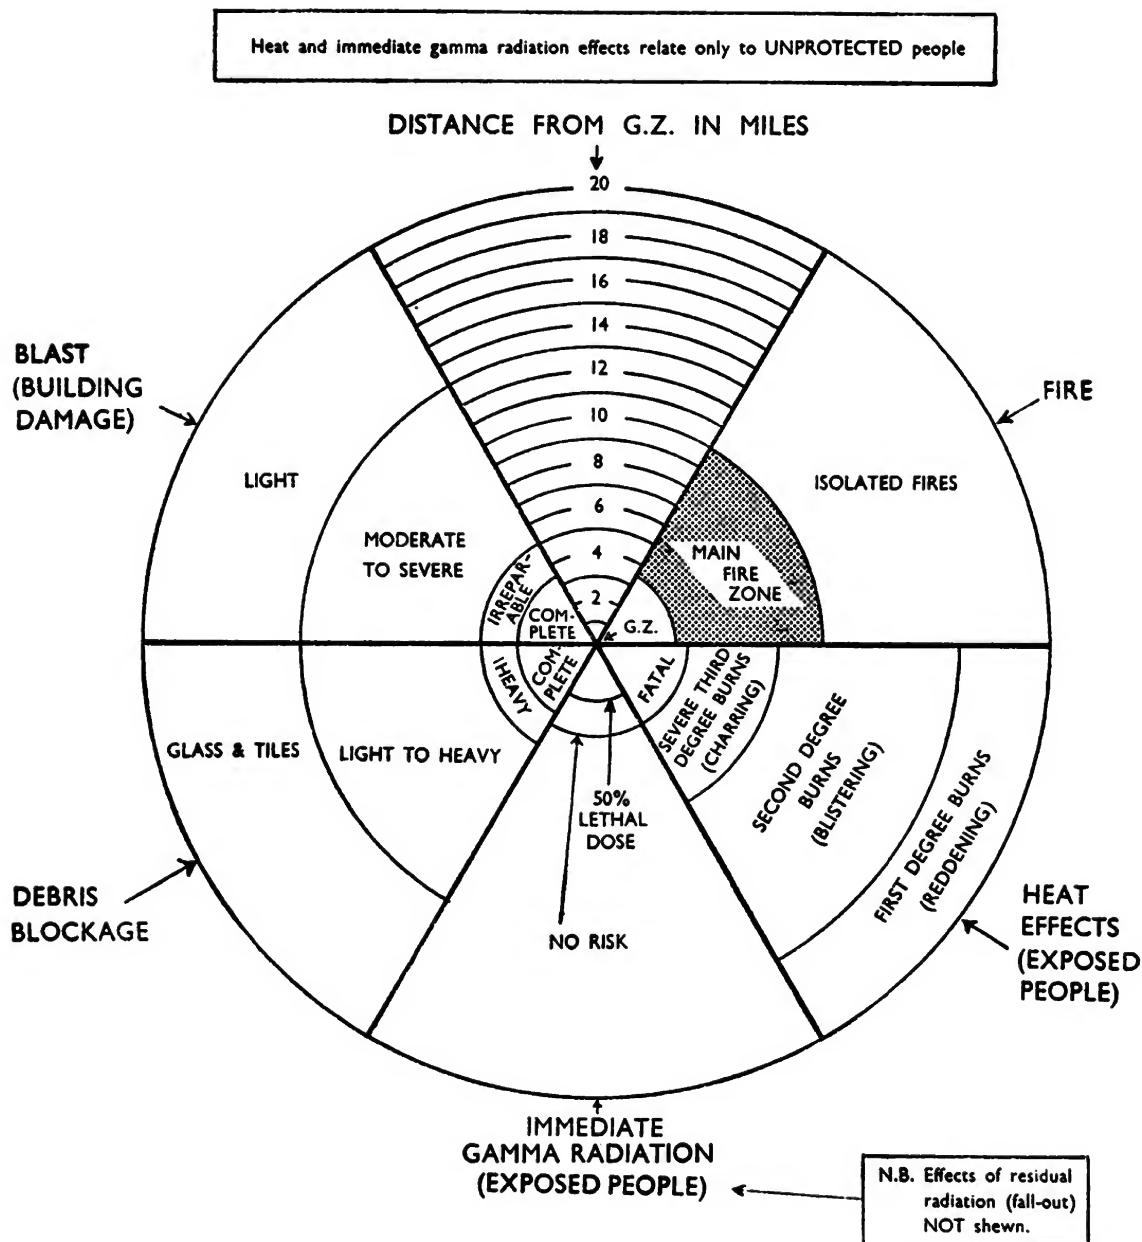 Heat and immediate gamma radiation effects relate only to UNPROTECTED people
DISTANCE FROM G.Z. IN MILES
20
18
16
14
12
10
8
6
4
2
G.Z.
BLAST
(BUILDING
DAMAGE)
LIGHT
MODERATE
TO SEVERE
IRREPAR-
ABLE
COM-
PLETE
FIRE
ISOLATED FIRES
MAIN
FIRE
ZONE
DEBRIS
BLOCKAGE
GLASS & TILES
LIGHT TO HEAVY
HEAVY
COM-
PLETE
HEAT
EFFECTS
(EXPOSED
PEOPLE)
FATAL
SEVERE THIRD
DEGREE BURNS
(CHARRING)
SECOND DEGREE
BURNS
(BLISTERING)
FIRST DEGREE BURNS
(REDDENING)
50%
LETHAL
DOSE
NO RISK
IMMEDIATE
GAMMA RADIATION
(EXPOSED PEOPLE)
N.B. Effects of residual
radiation (fall-out)
NOT shewn.